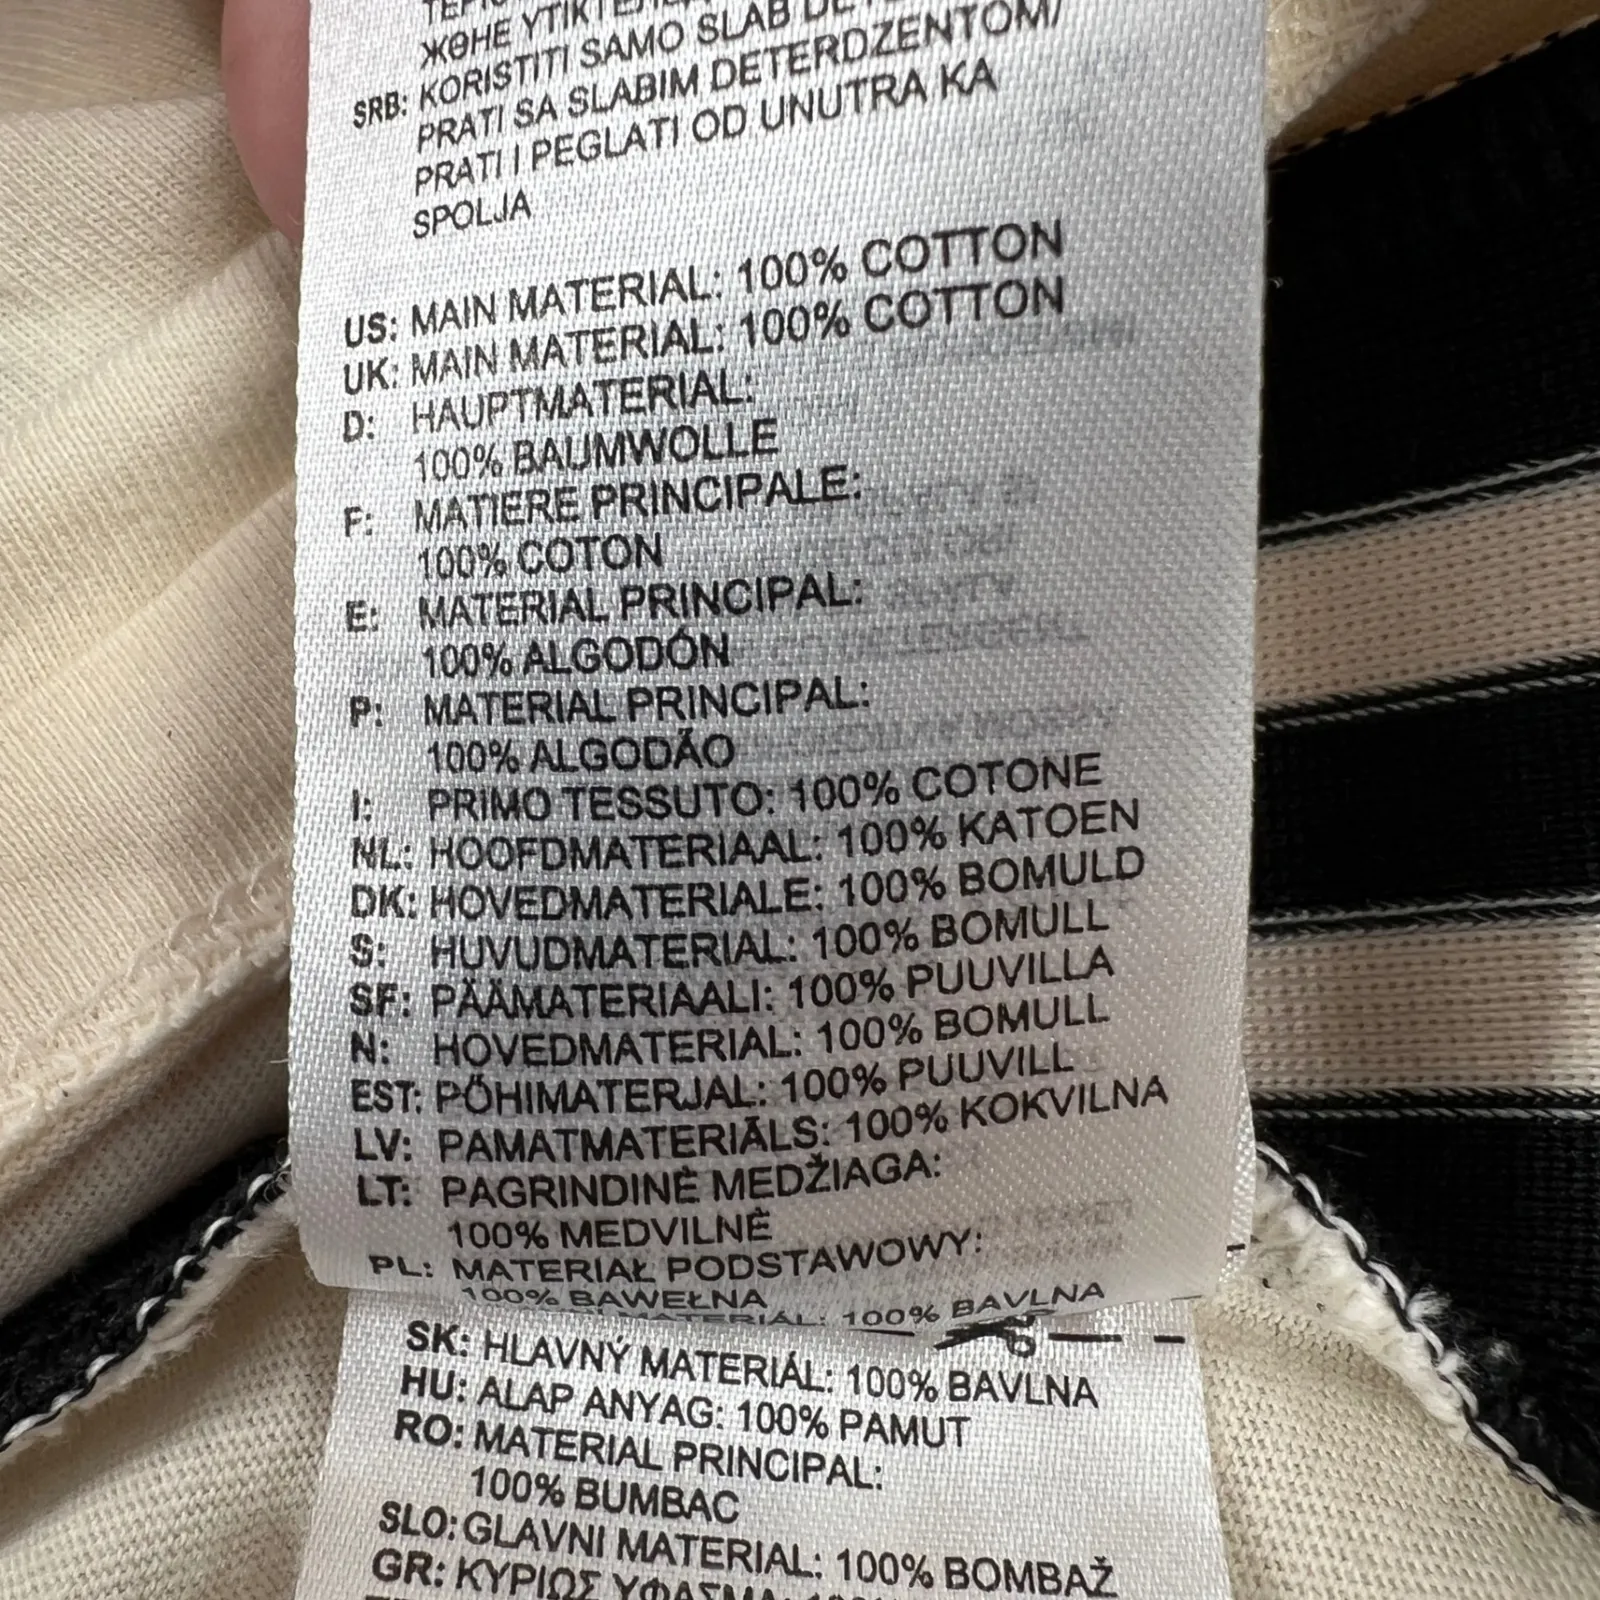 ЖӨНЕ
SRB: KORISTITI SAMO SLAB
PRATI SA SLABIM DETERDZENTOM/
PRATI I PEGLATI OD UNUTRA KA
SPOLJA
US: MAIN MATERIAL: 100% COTTON
UK: MAIN MATERIAL: 100% COTTON
D: HAUPTMATERIAL:
100% BAUMWOLLE
F: MATIERE PRINCIPALE:
100% COTON
E: MATERIAL PRINCIPAL:
100% ALGODÓN
P: MATERIAL PRINCIPAL:
100% ALGODÃO
I: PRIMO TESSUTO: 100% COTONE
NL: HOOFDMATERIAAL: 100% KATOEN
DK: HOVEDMATERIALE: 100% BOMULD
S: HUVUDMATERIAL: 100% BOMULL
SF: PÄÄMATERIAALI: 100% PUUVILLA
N: HOVEDMATERIAL: 100% BOMULL
EST: PÕHIMATERJAL: 100% PUUVILL
LV: PAMATMATERIĀLS: 100% KOKVILNA
LT: PAGRINDINĖ MEDŽIAGA:
100% MEDVILNĖ
PL: MATERIAŁ PODSTAWOWY:
100% BAWEŁNA
MATERIÁL: 100% BAVLNA
SK: HLAVNÝ MATERIÁL: 100% BAVLNA
HU: ALAP ANYAG: 100% PAMUT
RO: MATERIAL PRINCIPAL:
100% BUMBAC
SLO: GLAVNI MATERIAL: 100% BOMBAŽ
GR: ΚΥΡΙΩΣ ΥΦΑΣΜΑ: